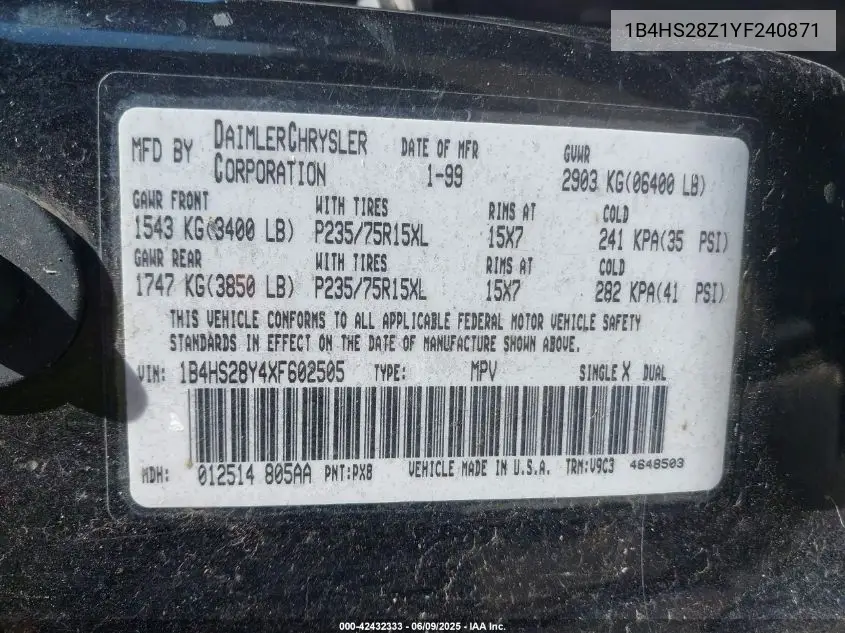 1B4HS28Z1YF240871
MFD BY DAIMLERCHRYSLER CORPORATION DATE OF MFR 1-99 GVWR 2903 KG(06400 LB)
GAWR FRONT WITH TIRES RIMS AT COLD
1543 KG(3400 LB) P235/75R15XL 15X7 241 KPA(35 PSI)
GAWR REAR WITH TIRES RIMS AT COLD
1747 KG(3850 LB) P235/75R15XL 15X7 282 KPA(41 PSI)
THIS VEHICLE CONFORMS TO ALL APPLICABLE FEDERAL MOTOR VEHICLE SAFETY
STANDARDS IN EFFECT ON THE DATE OF MANUFACTURE SHOWN ABOVE.
VIN: 1B4HS28Y4XF602505 TYPE: MPV SINGLE X DUAL
MDH: 012514 805AA PNT:PX8 VEHICLE MADE IN U.S.A. TRM:V9C3 4648503
000-42432333 - 06/09/2025 - IAA Inc.